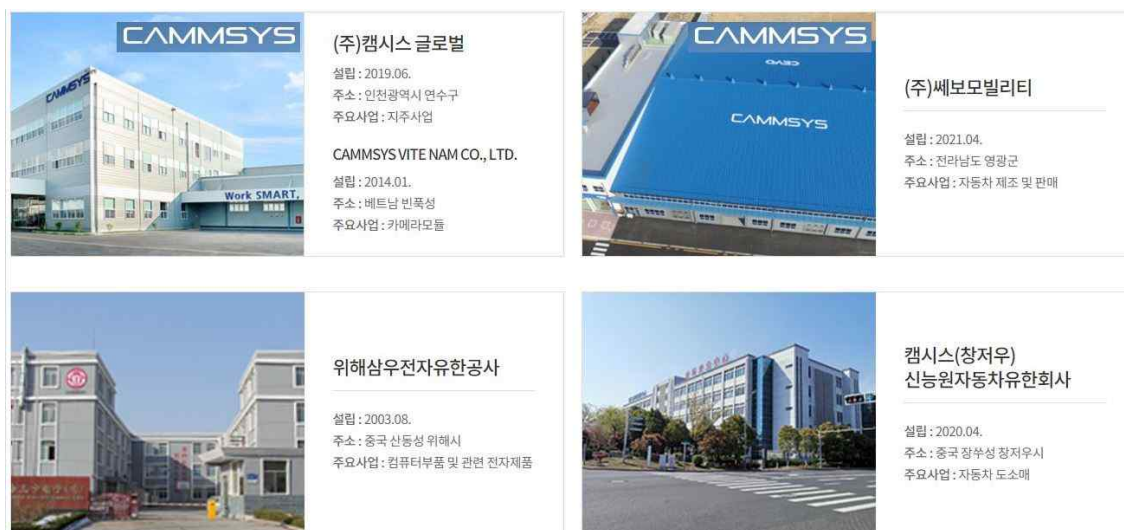 CAMMSYS
CAMMSYS
Work SMART,
(주)캠시스 글로벌
설립 : 2019.06.
주소 : 인천광역시 연수구
주요사업 : 지주사업
CAMMSYS VITE NAM CO., LTD.
설립 : 2014.01.
주소 : 베트남 빈푹성
주요사업 : 카메라모듈
CAMMSYS
CEVO
CAMMSYS
(주)쎄보모빌리티
설립 : 2021.04.
주소 : 전라남도 영광군
주요사업 : 자동차 제조 및 판매
위해삼우전자유한공사
설립 : 2003.08.
주소 : 중국 산동성 위해시
주요사업 : 컴퓨터부품 및 관련 전자제품
캠시스(창저우)
신능원자동차유한회사
설립 : 2020.04.
주소 : 중국 장쑤성 창저우시
주요사업 : 자동차 도소매